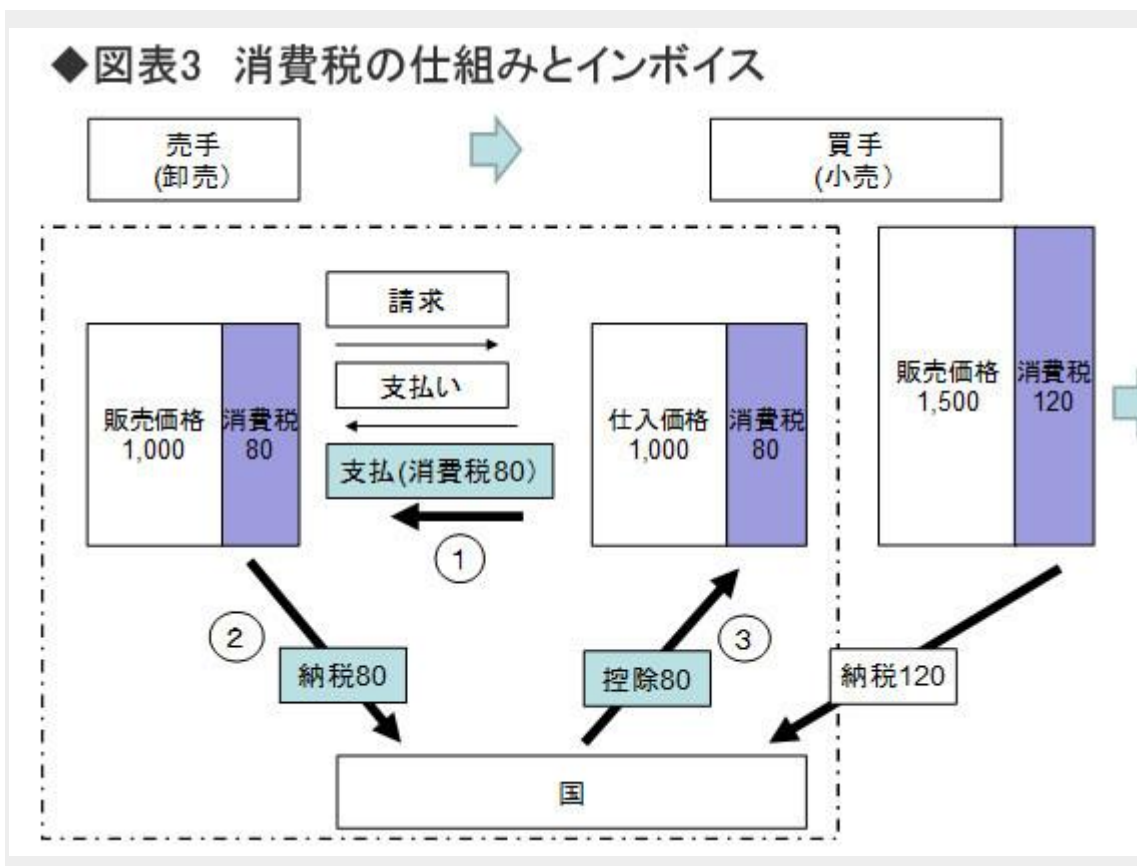 ◆図表3 消費税の仕組みとインボイス
売手
(卸売)
買手
(小売)
請求
支払い
支払(消費税80)
販売価格
1,000
消費税
80
仕入価格
1,000
消費税
80
販売価格
1,500
消費税
120
①
②
③
納税80
控除80
納税120
国